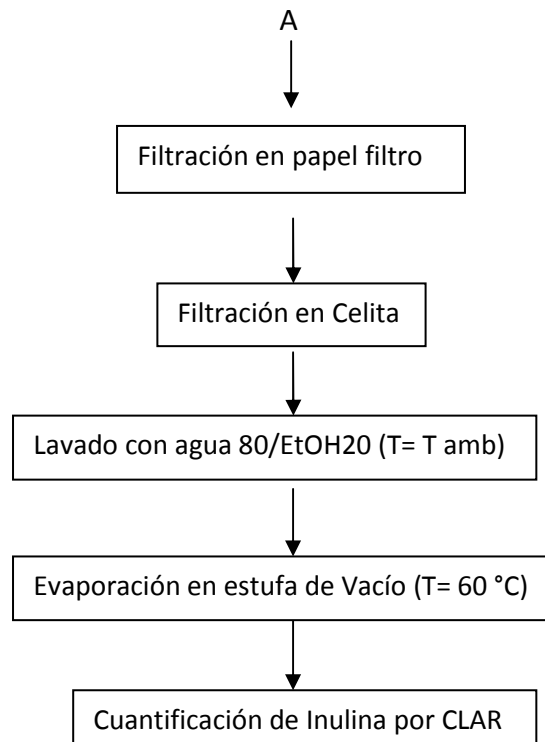 A
Filtración en papel filtro
Filtración en Celita
Lavado con agua 80/EtOH20 (T= T amb)
Evaporación en estufa de Vacío (T= 60 °C)
Cuantificación de Inulina por CLAR